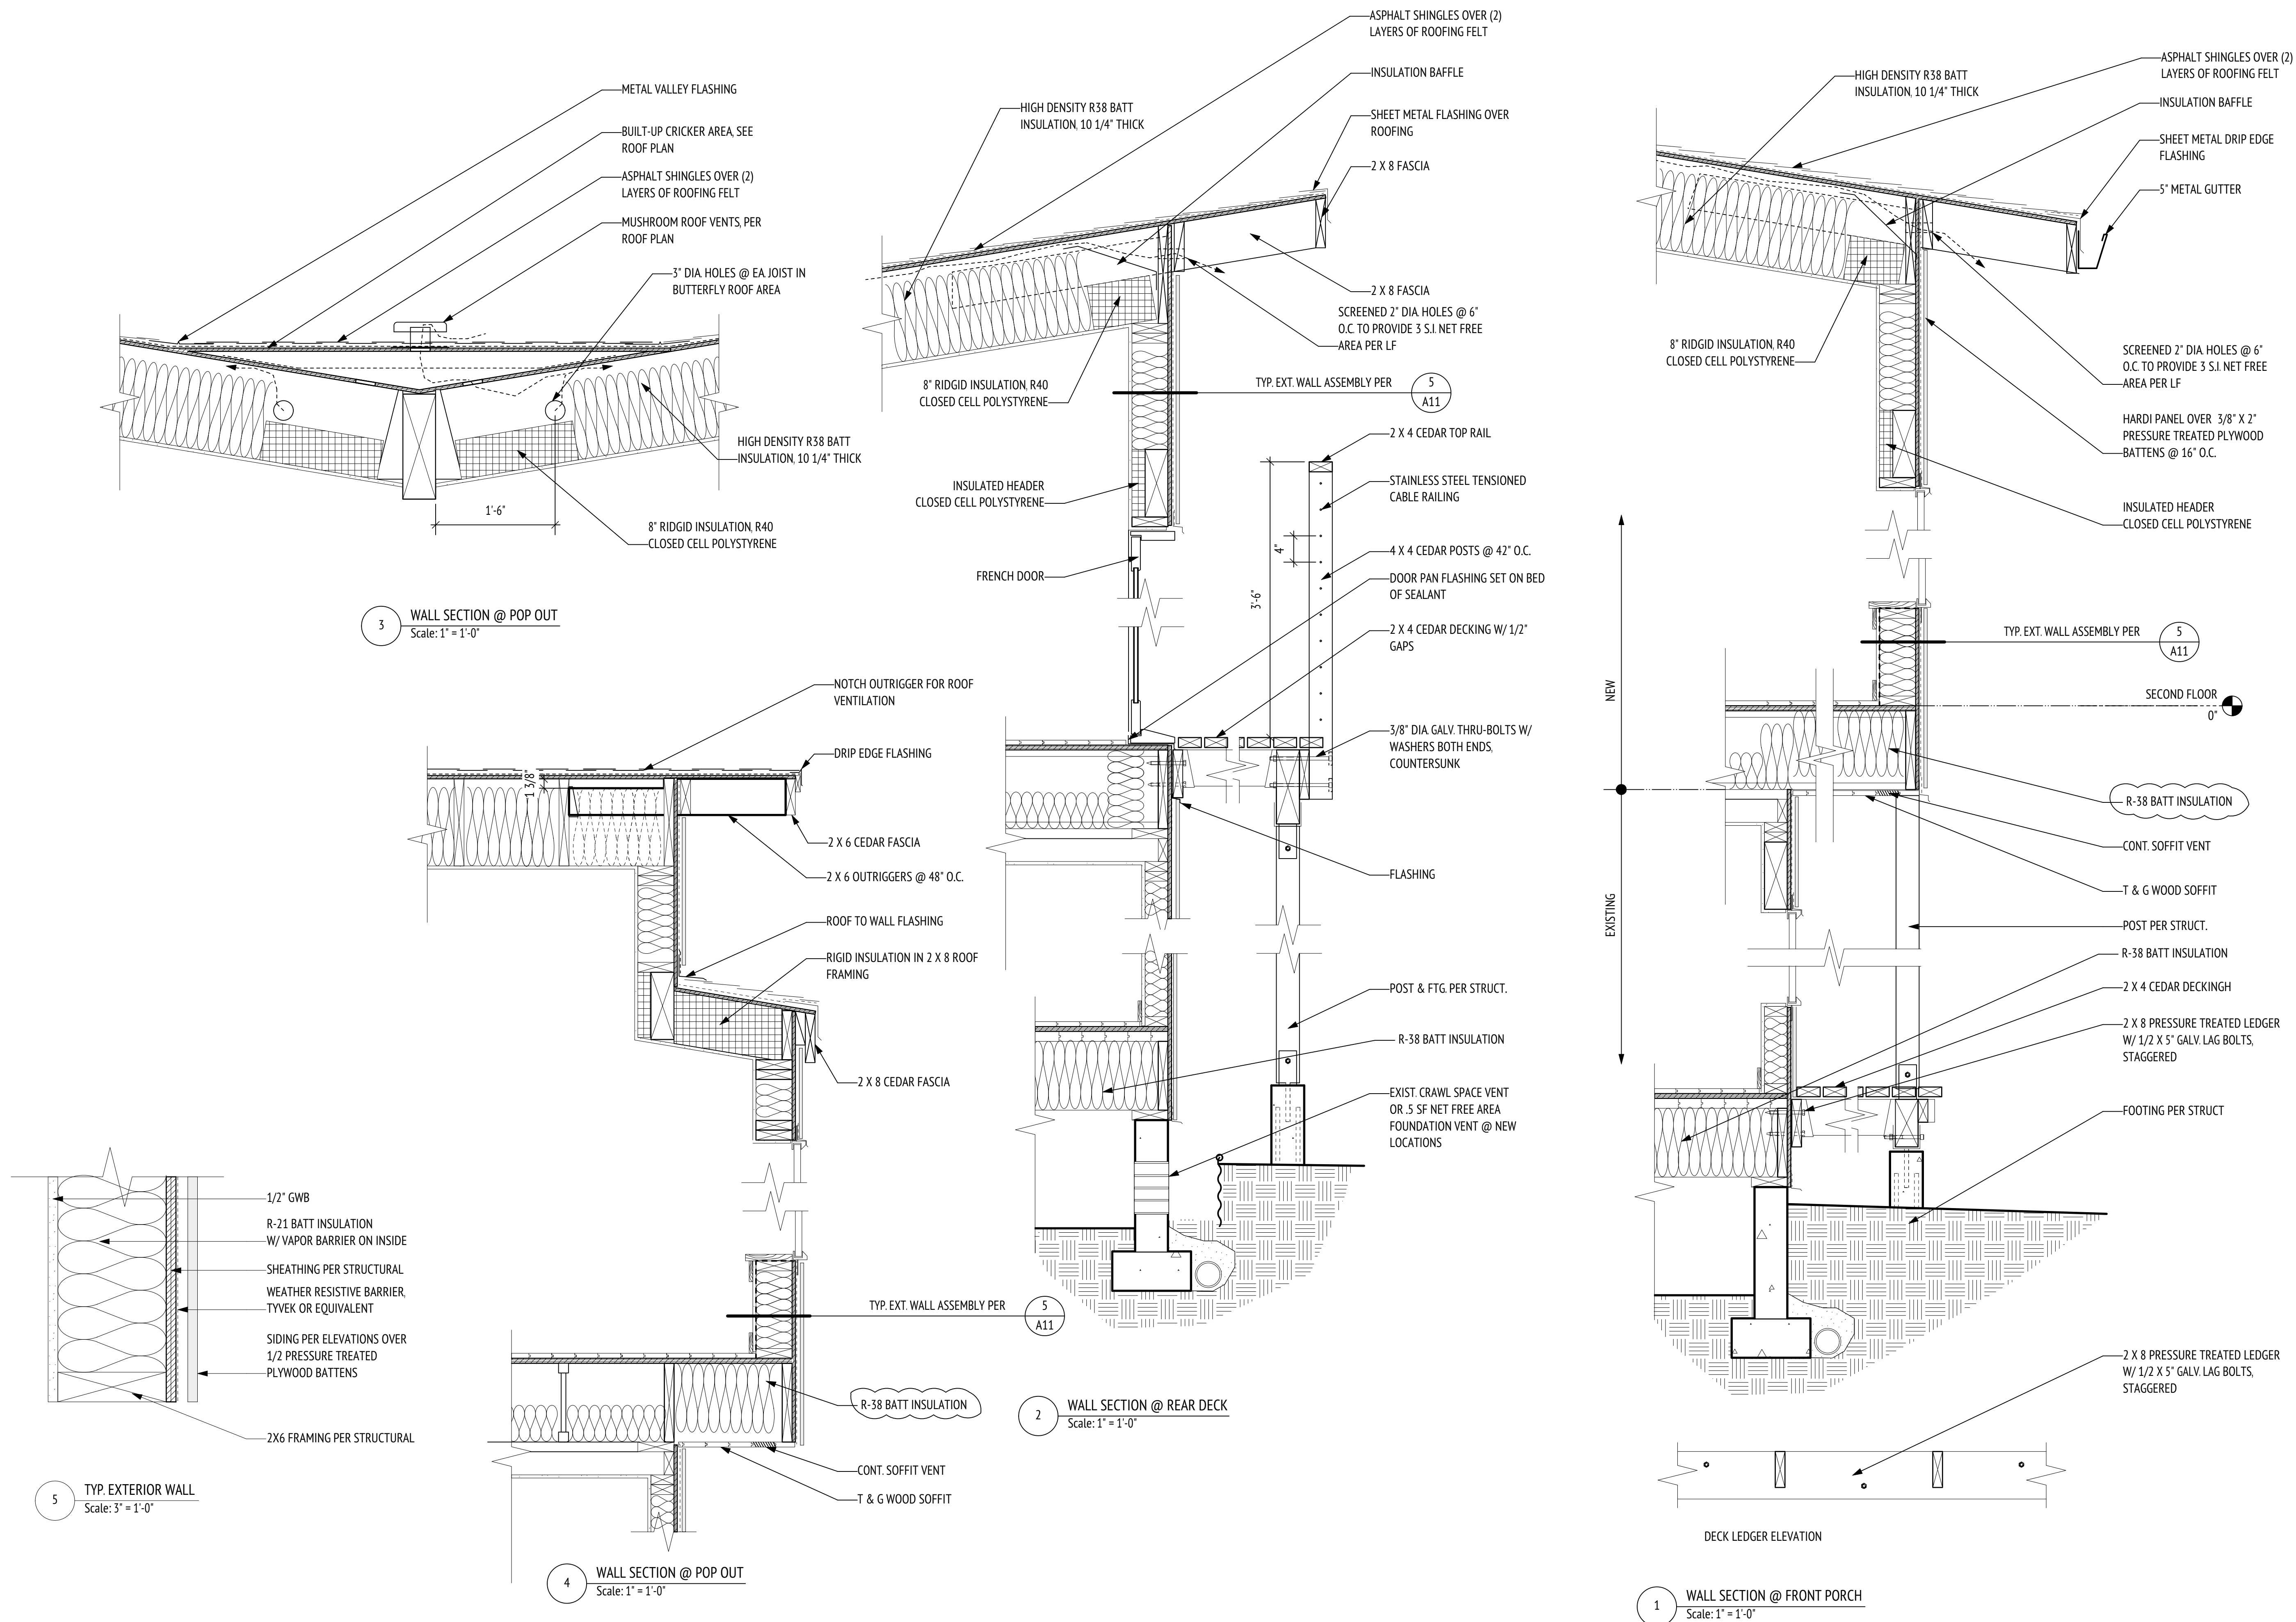 METAL VALLEY FLASHING
BUILT-UP CRICKER AREA, SEE
ROOF PLAN
ASPHALT SHINGLES OVER (2)
LAYERS OF ROOFING FELT
MUSHROOM ROOF VENTS, PER
ROOF PLAN
3" DIA. HOLES @ EA. JOIST IN
BUTTERFLY ROOF AREA
HIGH DENSITY R38 BATT
INSULATION, 10 1/4" THICK
1'-6"
8" RIDGID INSULATION, R40
CLOSED CELL POLYSTYRENE
3
WALL SECTION @ POP OUT
Scale: 1" = 1'-0"
NOTCH OUTRIGGER FOR ROOF
VENTILATION
DRIP EDGE FLASHING
1 3/8"
2 X 6 CEDAR FASCIA
2 X 6 OUTRIGGERS @ 48" O.C.
ROOF TO WALL FLASHING
RIGID INSULATION IN 2 X 8 ROOF
FRAMING
2 X 8 CEDAR FASCIA
TYP. EXT. WALL ASSEMBLY PER
5
A11
R-38 BATT INSULATION
CONT. SOFFIT VENT
T & G WOOD SOFFIT
4
WALL SECTION @ POP OUT
Scale: 1" = 1'-0"
1/2" GWB
R-21 BATT INSULATION
W/ VAPOR BARRIER ON INSIDE
SHEATHING PER STRUCTURAL
WEATHER RESISTIVE BARRIER,
TYVEK OR EQUIVALENT
SIDING PER ELEVATIONS OVER
1/2 PRESSURE TREATED
PLYWOOD BATTENS
2X6 FRAMING PER STRUCTURAL
5
TYP. EXTERIOR WALL
Scale: 3" = 1'-0"
ASPHALT SHINGLES OVER (2)
LAYERS OF ROOFING FELT
INSULATION BAFFLE
HIGH DENSITY R38 BATT
INSULATION, 10 1/4" THICK
SHEET METAL FLASHING OVER
ROOFING
2 X 8 FASCIA
2 X 8 FASCIA
SCREENED 2" DIA. HOLES @ 6"
O.C. TO PROVIDE 3 S.I. NET FREE
AREA PER LF
8" RIDGID INSULATION, R40
CLOSED CELL POLYSTYRENE
TYP. EXT. WALL ASSEMBLY PER
5
A11
2 X 4 CEDAR TOP RAIL
STAINLESS STEEL TENSIONED
CABLE RAILING
INSULATED HEADER
CLOSED CELL POLYSTYRENE
4"
4 X 4 CEDAR POSTS @ 42" O.C.
FRENCH DOOR
DOOR PAN FLASHING SET ON BED
OF SEALANT
3'-6"
2 X 4 CEDAR DECKING W/ 1/2"
GAPS
3/8" DIA. GALV. THRU-BOLTS W/
WASHERS BOTH ENDS,
COUNTERSUNK
FLASHING
POST & FTG. PER STRUCT.
R-38 BATT INSULATION
EXIST. CRAWL SPACE VENT
OR .5 SF NET FREE AREA
FOUNDATION VENT @ NEW
LOCATIONS
2
WALL SECTION @ REAR DECK
Scale: 1" = 1'-0"
ASPHALT SHINGLES OVER (2)
LAYERS OF ROOFING FELT
HIGH DENSITY R38 BATT
INSULATION, 10 1/4" THICK
INSULATION BAFFLE
SHEET METAL DRIP EDGE
FLASHING
5" METAL GUTTER
8" RIGID INSULATION, R40
CLOSED CELL POLYSTYRENE
SCREENED 2" DIA. HOLES @ 6"
O.C. TO PROVIDE 3 S.I. NET FREE
AREA PER LF
HARDI PANEL OVER 3/8" X 2"
PRESSURE TREATED PLYWOOD
BATTENS @ 16" O.C.
INSULATED HEADER
CLOSED CELL POLYSTYRENE
TYP. EXT. WALL ASSEMBLY PER
5
A11
NEW
SECOND FLOOR
0"
R-38 BATT INSULATION
CONT. SOFFIT VENT
T & G WOOD SOFFIT
EXISTING
POST PER STRUCT.
R-38 BATT INSULATION
2 X 4 CEDAR DECKINGH
2 X 8 PRESSURE TREATED LEDGER
W/ 1/2 X 5" GALV. LAG BOLTS,
STAGGERED
FOOTING PER STRUCT
2 X 8 PRESSURE TREATED LEDGER
W/ 1/2 X 5" GALV. LAG BOLTS,
STAGGERED
DECK LEDGER ELEVATION
1
WALL SECTION @ FRONT PORCH
Scale: 1" = 1'-0"